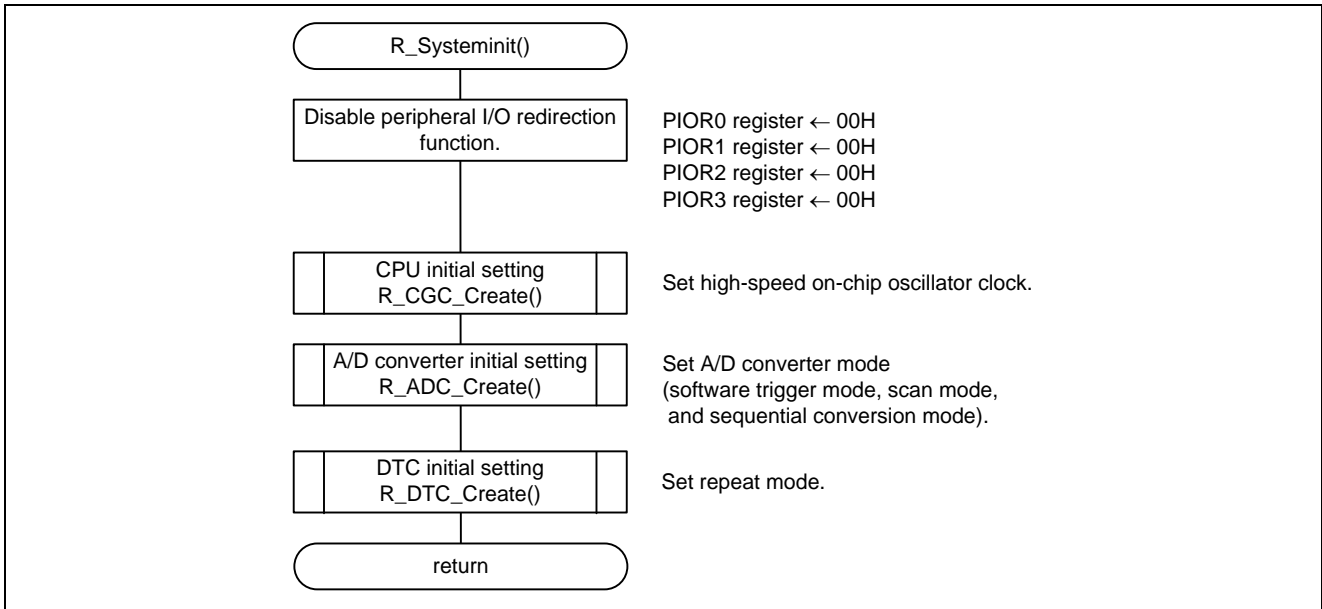 R_Systeminit()
Disable peripheral I/O redirection
function.
PIOR0 register ← 00H
PIOR1 register ← 00H
PIOR2 register ← 00H
PIOR3 register ← 00H
CPU initial setting
R_CGC_Create()
Set high-speed on-chip oscillator clock.
A/D converter initial setting
R_ADC_Create()
Set A/D converter mode
(software trigger mode, scan mode,
and sequential conversion mode).
DTC initial setting
R_DTC_Create()
Set repeat mode.
return